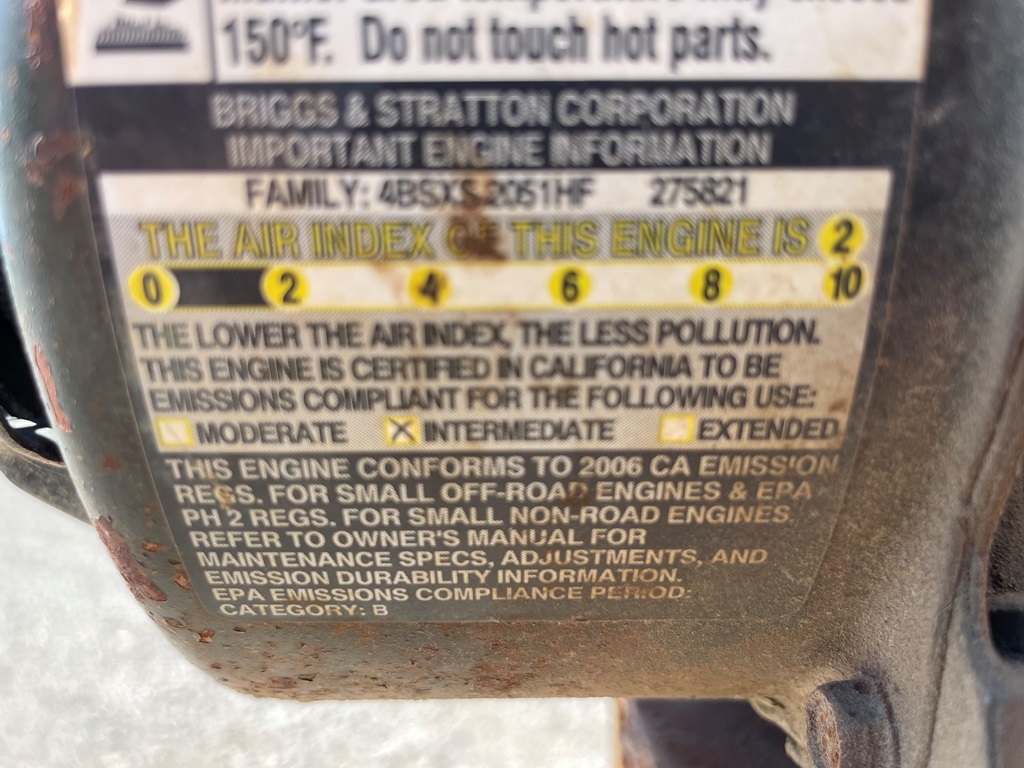 150°F. Do not touch hot parts.
BRIGGS & STRATTON CORPORATION
IMPORTANT ENGINE INFORMATION
FAMILY: 4BSXS.2051HF 275821
THE AIR INDEX OF THIS ENGINE IS 2
0 2 4 6 8 10
THE LOWER THE AIR INDEX, THE LESS POLLUTION.
THIS ENGINE IS CERTIFIED IN CALIFORNIA TO BE
EMISSIONS COMPLIANT FOR THE FOLLOWING USE:
MODERATE INTERMEDIATE EXTENDED
THIS ENGINE CONFORMS TO 2006 CA EMISSION
REGS. FOR SMALL OFF-ROAD ENGINES & EPA
PH 2 REGS. FOR SMALL NON-ROAD ENGINES.
REFER TO OWNER'S MANUAL FOR
MAINTENANCE SPECS, ADJUSTMENTS, AND
EMISSION DURABILITY INFORMATION.
EPA EMISSIONS COMPLIANCE PERIOD:
CATEGORY: B